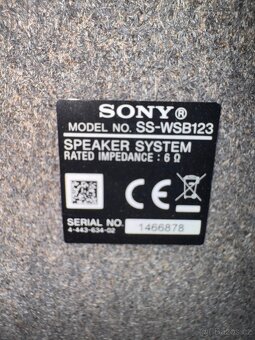 SONY®
MODEL NO. SS-WSB123
SPEAKER SYSTEM
RATED IMPEDANCE : 6 Ω
CE
SERIAL NO. 1466878
4-443-634-02